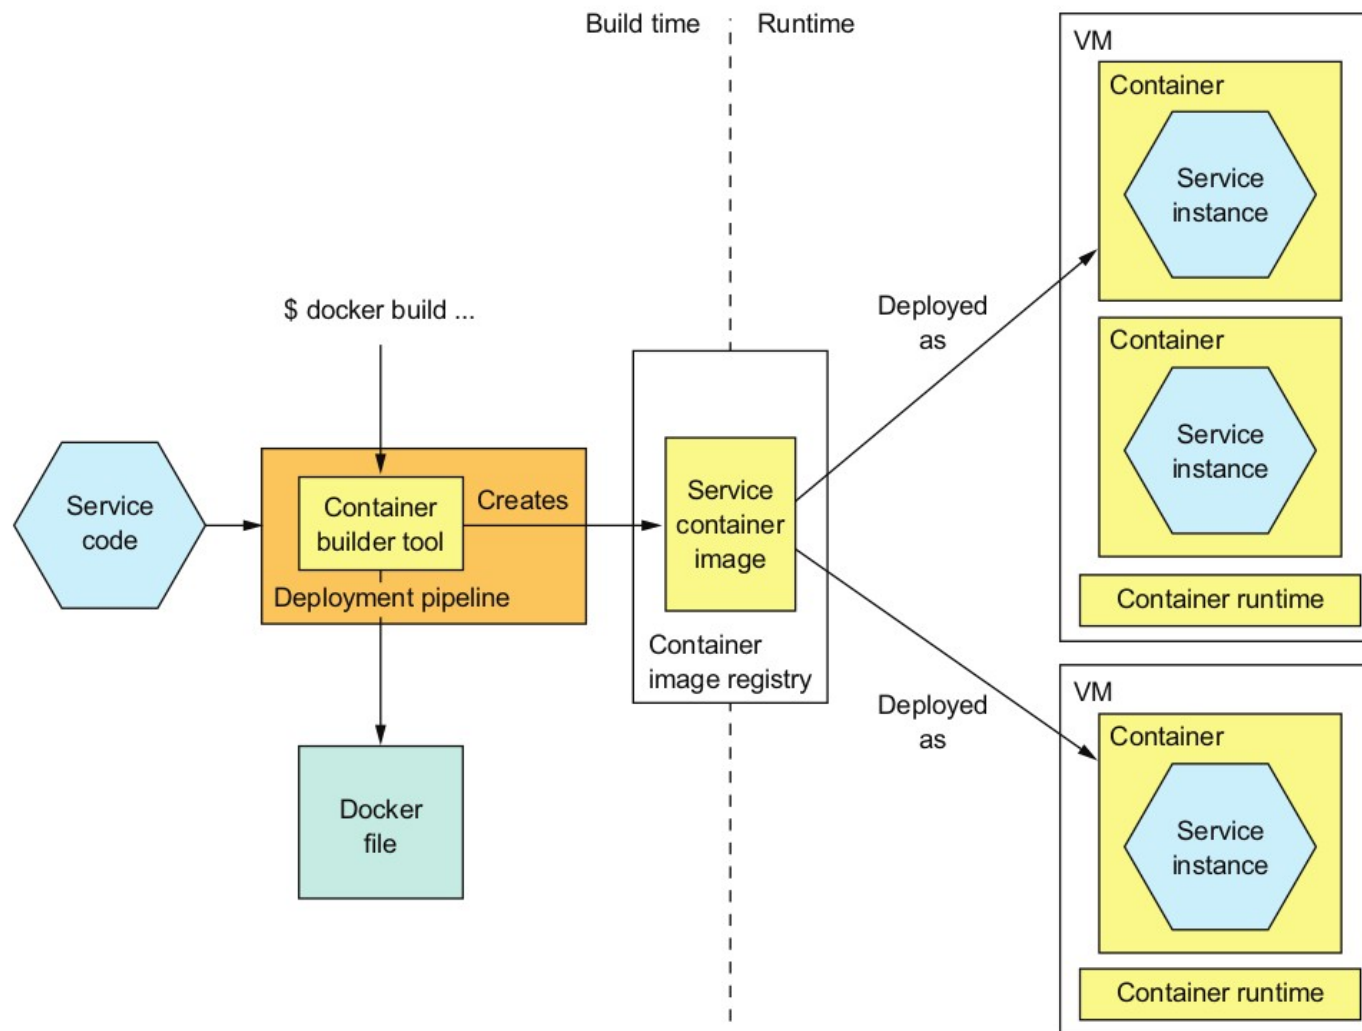 Build time
Runtime
VM
Container
Service
instance
Container
Service
instance
Container runtime
$ docker build ...
Deployed
as
Service
code
Container
builder tool
Creates
Deployment pipeline
Service
container
image
Container
image registry
Docker
file
Deployed
as
VM
Container
Service
instance
Container runtime